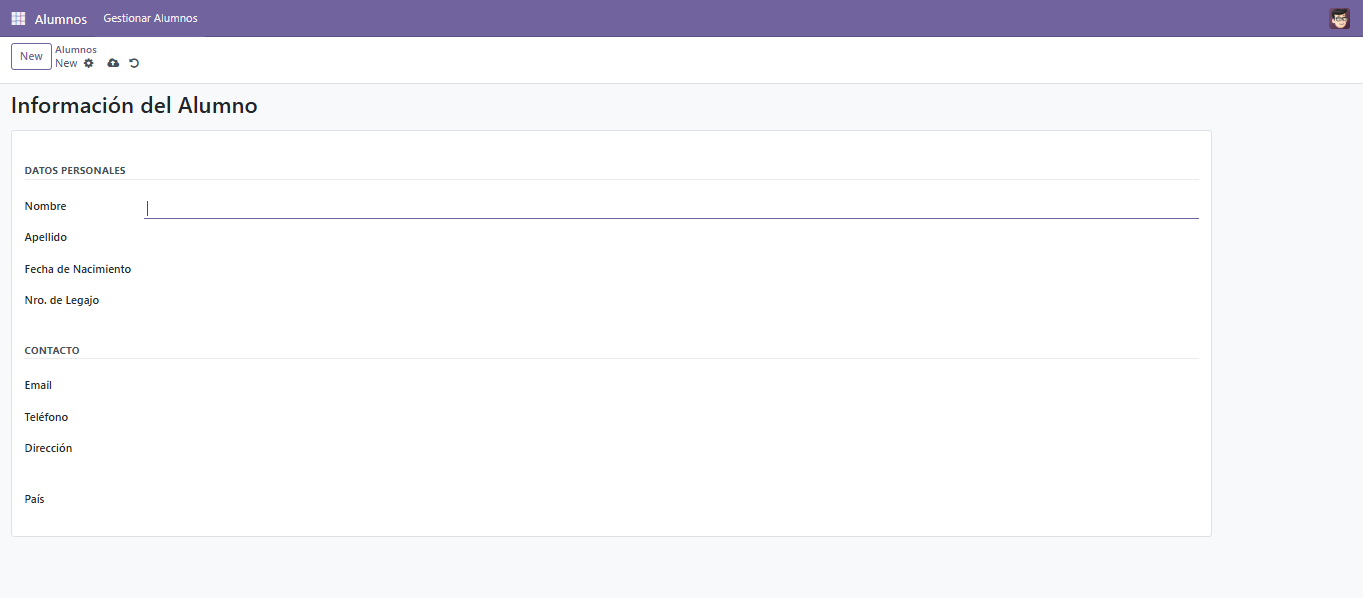 Alumnos Gestionar Alumnos
New
Alumnos
New
Información del Alumno
DATOS PERSONALES
Nombre
Apellido
Fecha de Nacimiento
Nro. de Legajo
CONTACTO
Email
Teléfono
Dirección
País